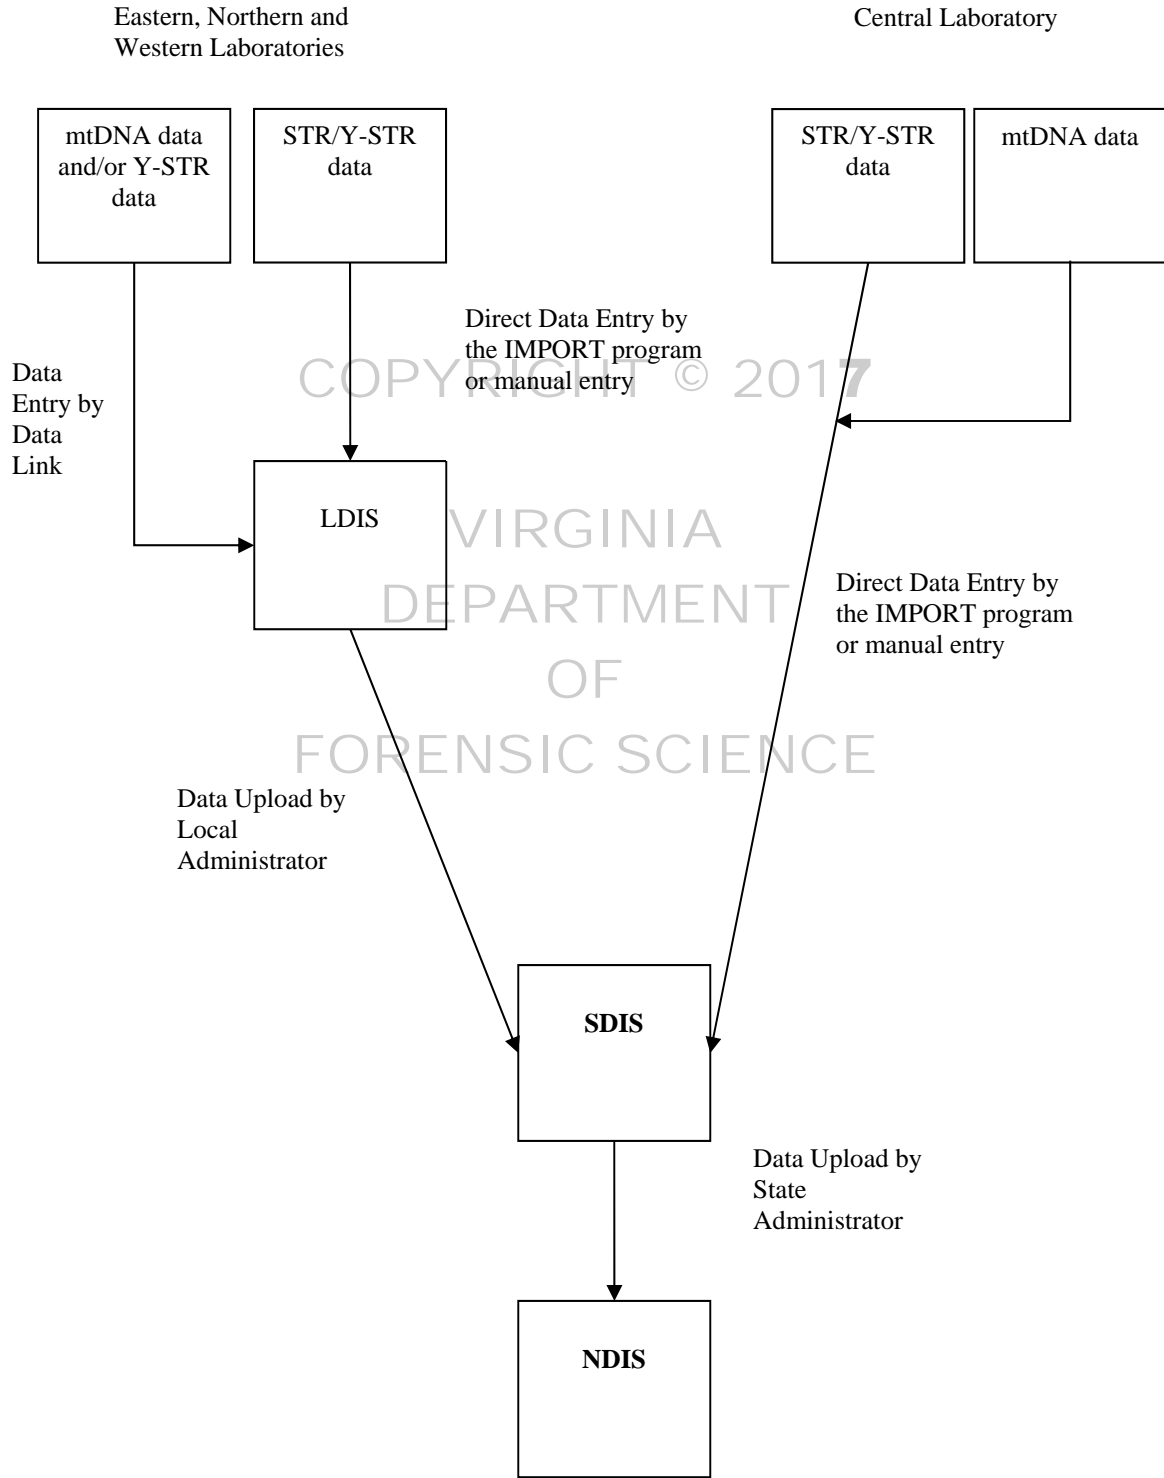 Eastern, Northern and
Western Laboratories
Central Laboratory
mtDNA data
and/or Y-STR
data
STR/Y-STR
data
STR/Y-STR
data
mtDNA data
Direct Data Entry by
the IMPORT program
or manual entry
Data
Entry by
Data
Link
COPYRIGHT © 2017
LDIS
VIRGINIA
DEPARTMENT
OF
FORENSIC SCIENCE
Direct Data Entry by
the IMPORT program
or manual entry
Data Upload by
Local
Administrator
SDIS
Data Upload by
State
Administrator
NDIS